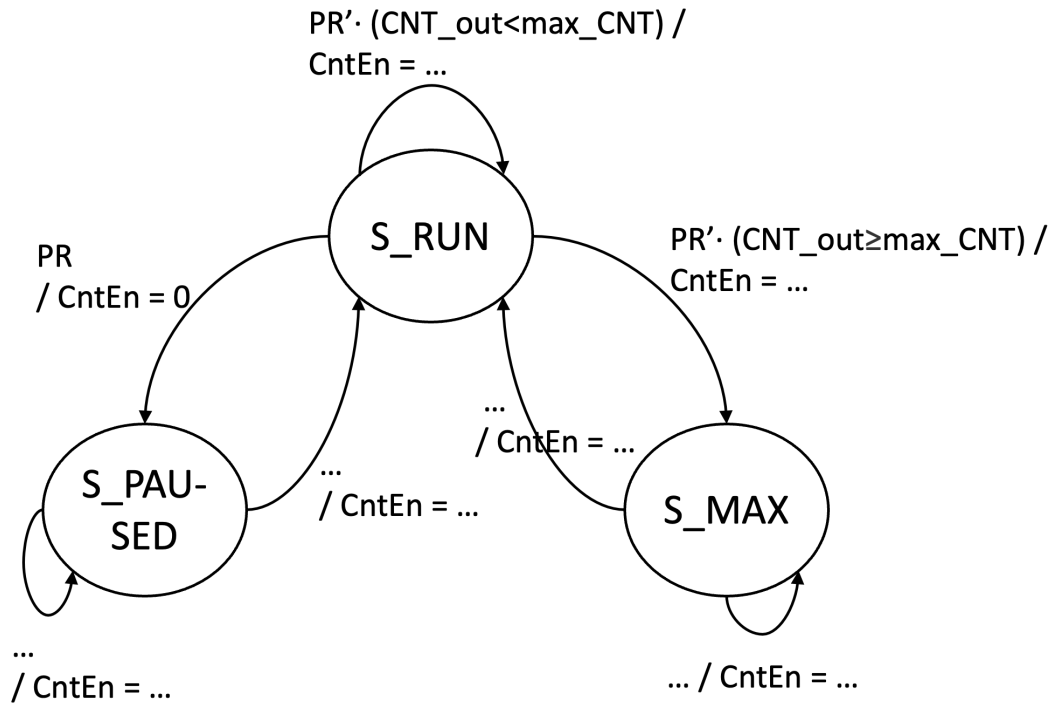 PR’· (CNT_out<max_CNT) /
CntEn = ...
S_RUN
PR
/ CntEn = 0
PR’· (CNT_out≥max_CNT) /
CntEn = ...
...
/ CntEn = ...
...
/ CntEn = ...
S_PAU-
SED
S_MAX
...
/ CntEn = ...
... / CntEn = ...